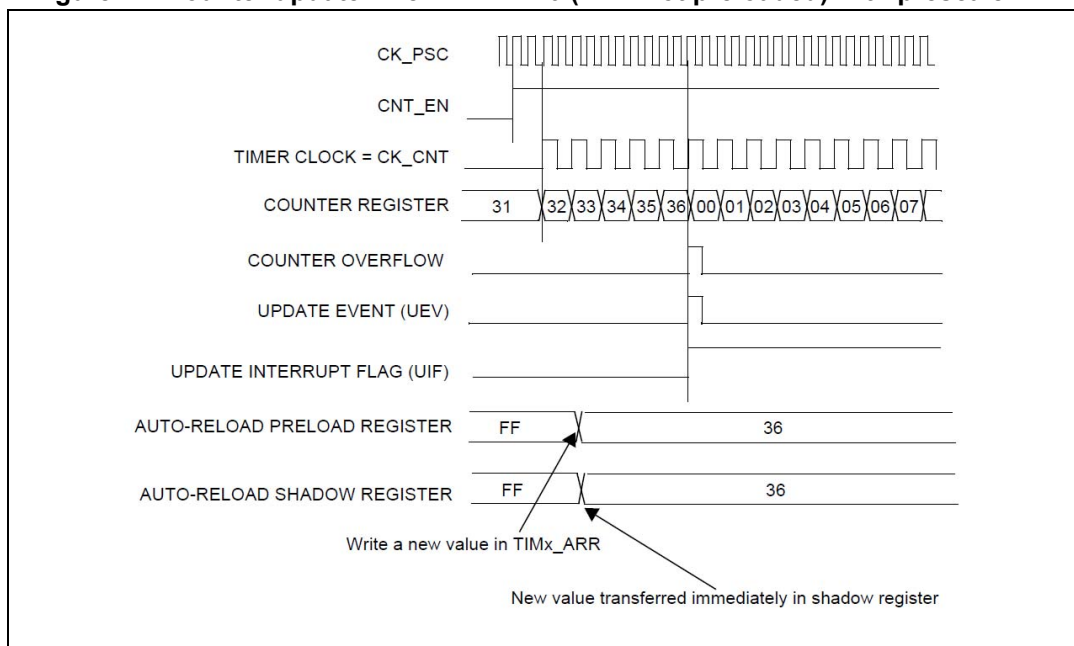 CK_PSC
CNT_EN
TIMER CLOCK = CK_CNT
COUNTER REGISTER 31 32 33 34 35 36 00 01 02 03 04 05 06 07
COUNTER OVERFLOW
UPDATE EVENT (UEV)
UPDATE INTERRUPT FLAG (UIF)
AUTO-RELOAD PRELOAD REGISTER FF 36
AUTO-RELOAD SHADOW REGISTER FF 36
Write a new value in TIMx_ARR
New value transferred immediately in shadow register